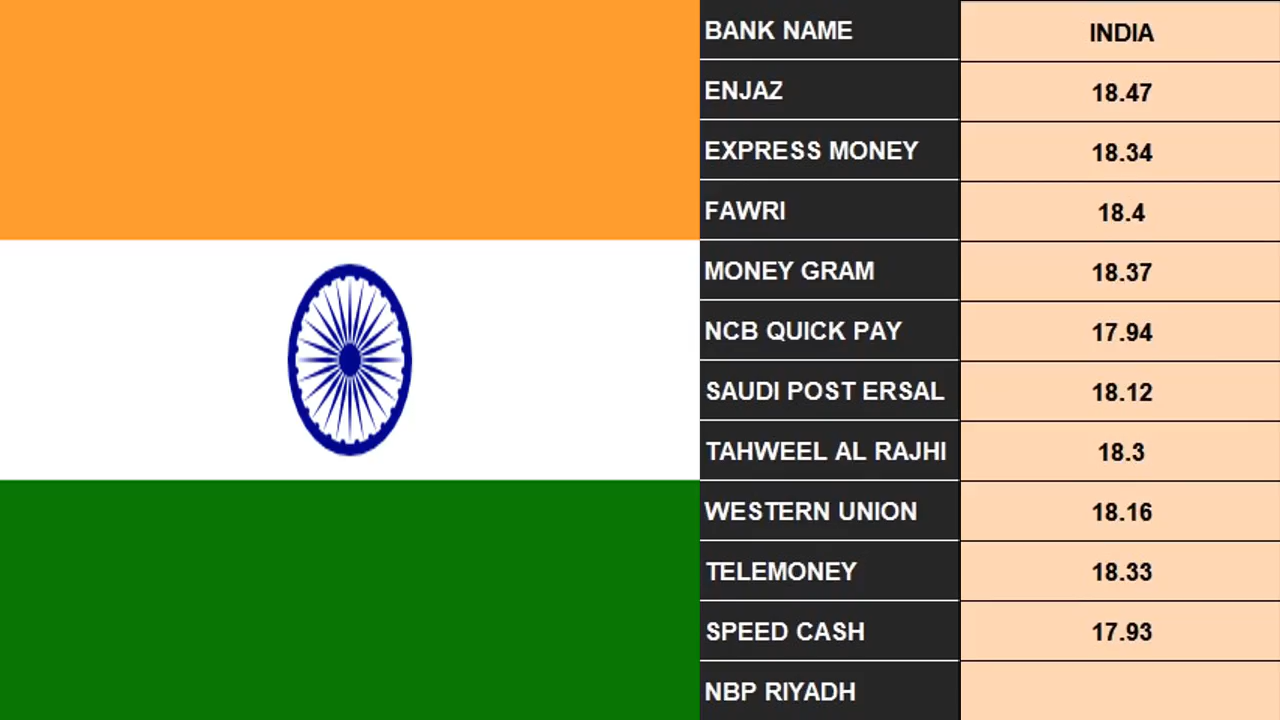 BANK NAME INDIA
ENJAZ 18.47
EXPRESS MONEY 18.34
FAWRI 18.4
MONEY GRAM 18.37
NCB QUICK PAY 17.94
SAUDI POST ERSAL 18.12
TAHWEEL AL RAJHI 18.3
WESTERN UNION 18.16
TELEMONEY 18.33
SPEED CASH 17.93
NBP RIYADH